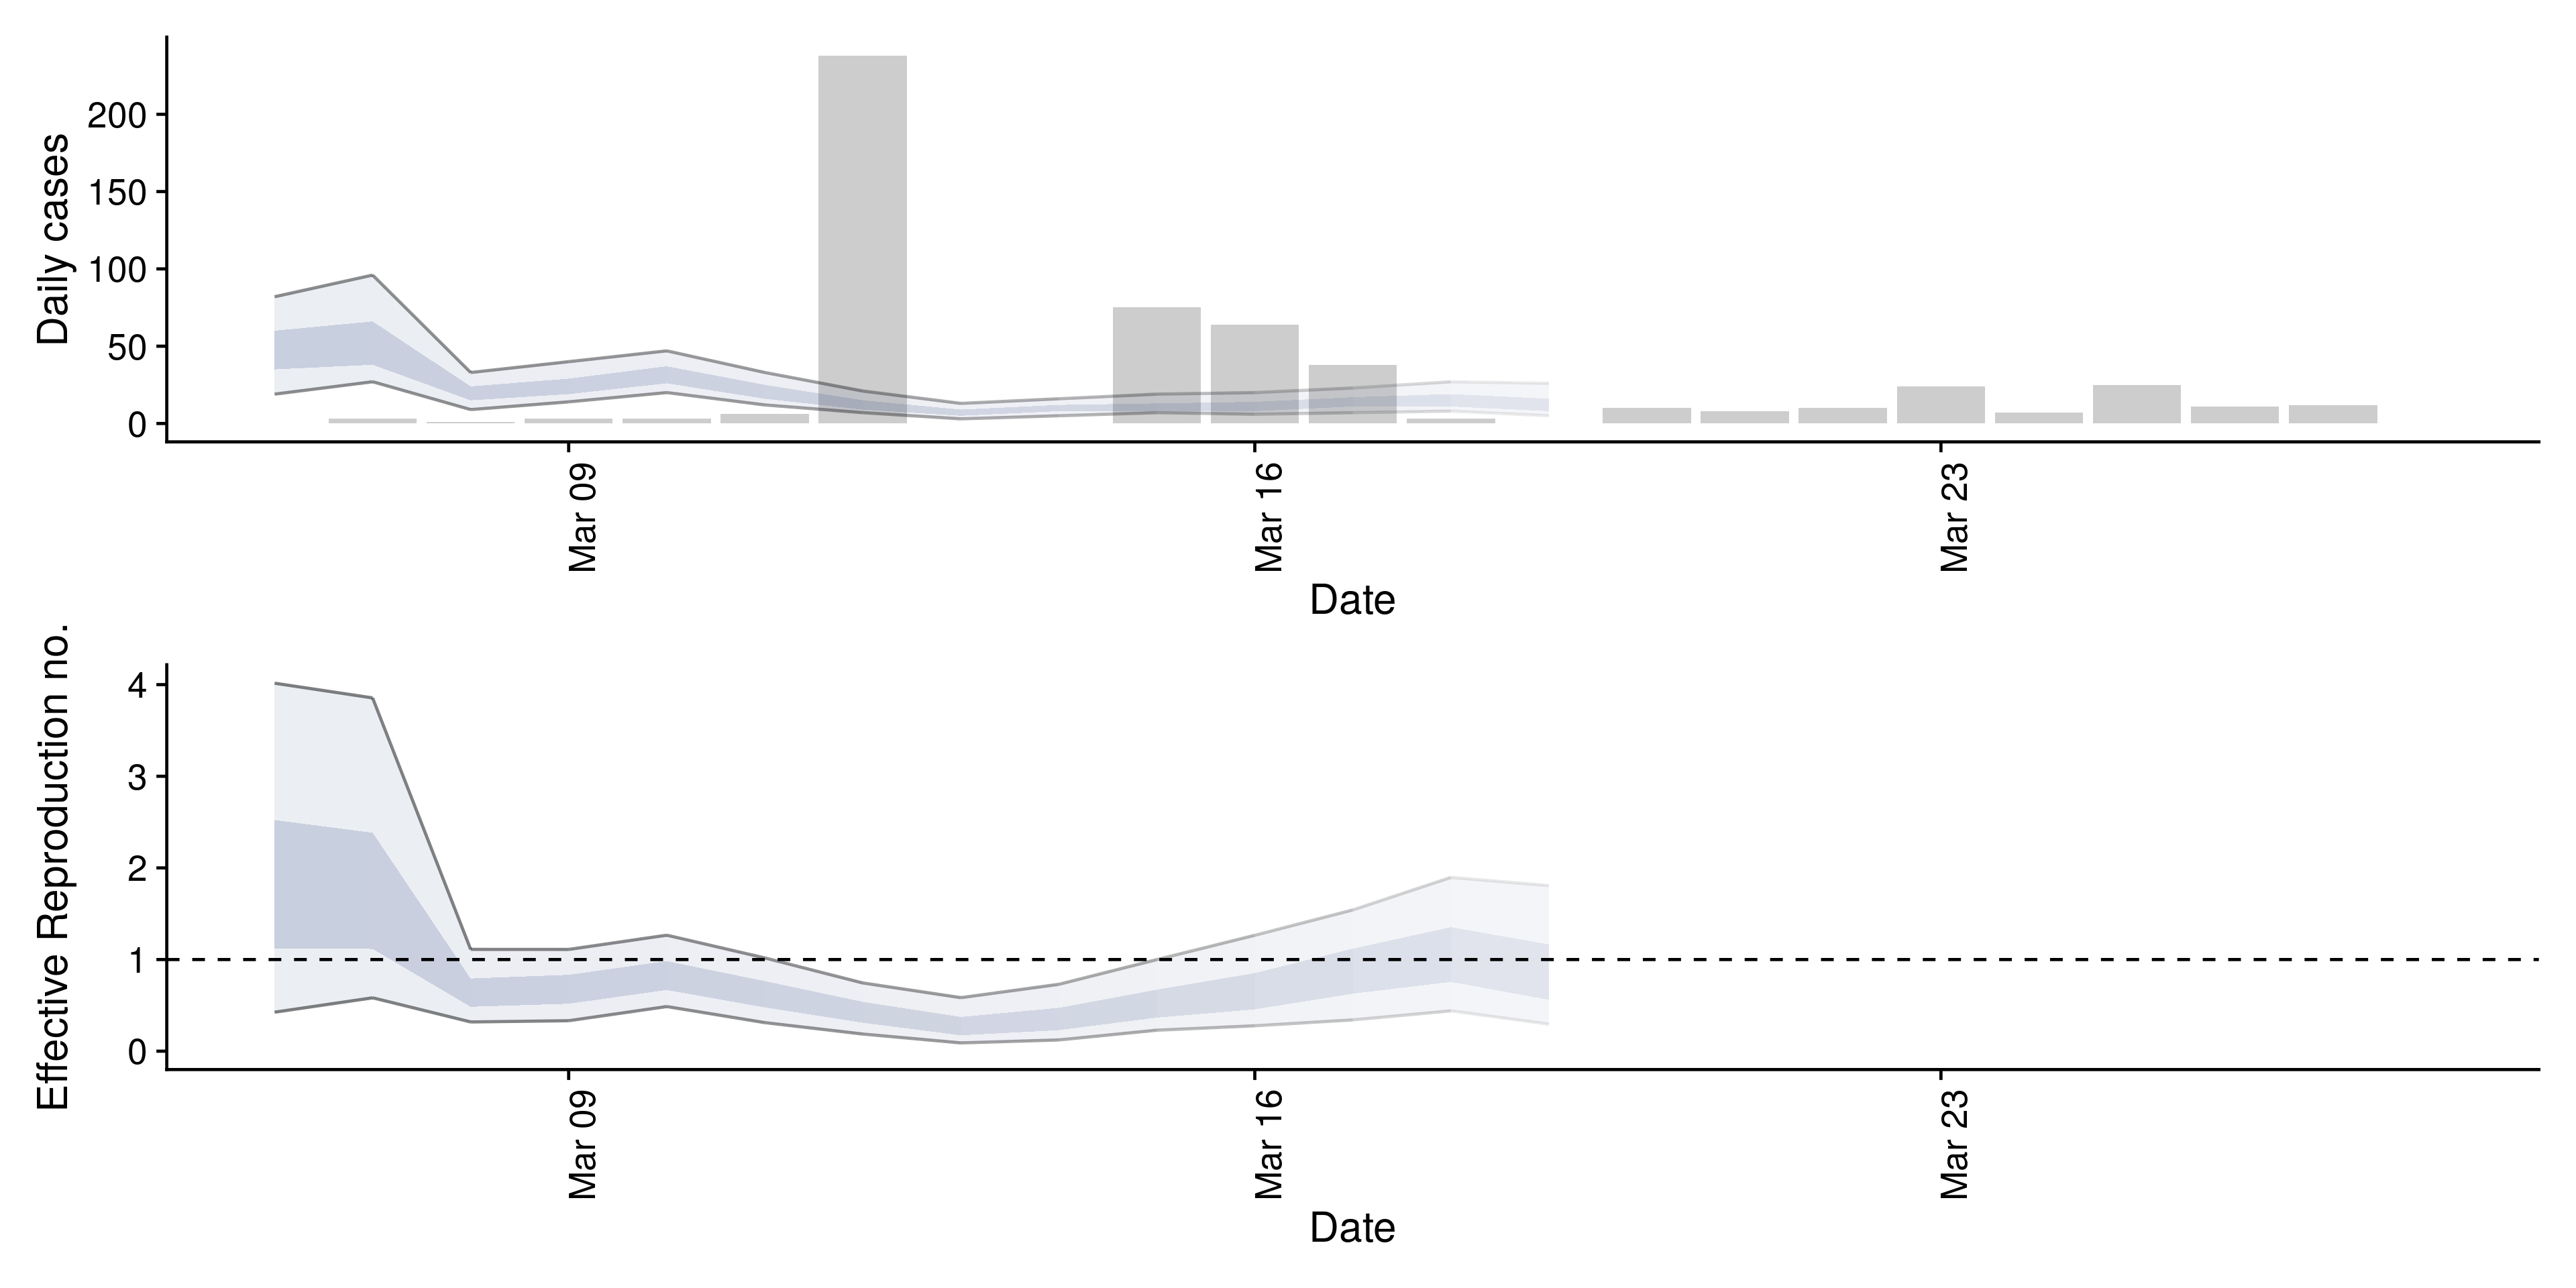 Daily cases
200
150
100
50
0
Mar 09
Mar 16
Mar 23
Date
Effective Reproduction no.
4
3
2
1
0
Mar 09
Mar 16
Mar 23
Date